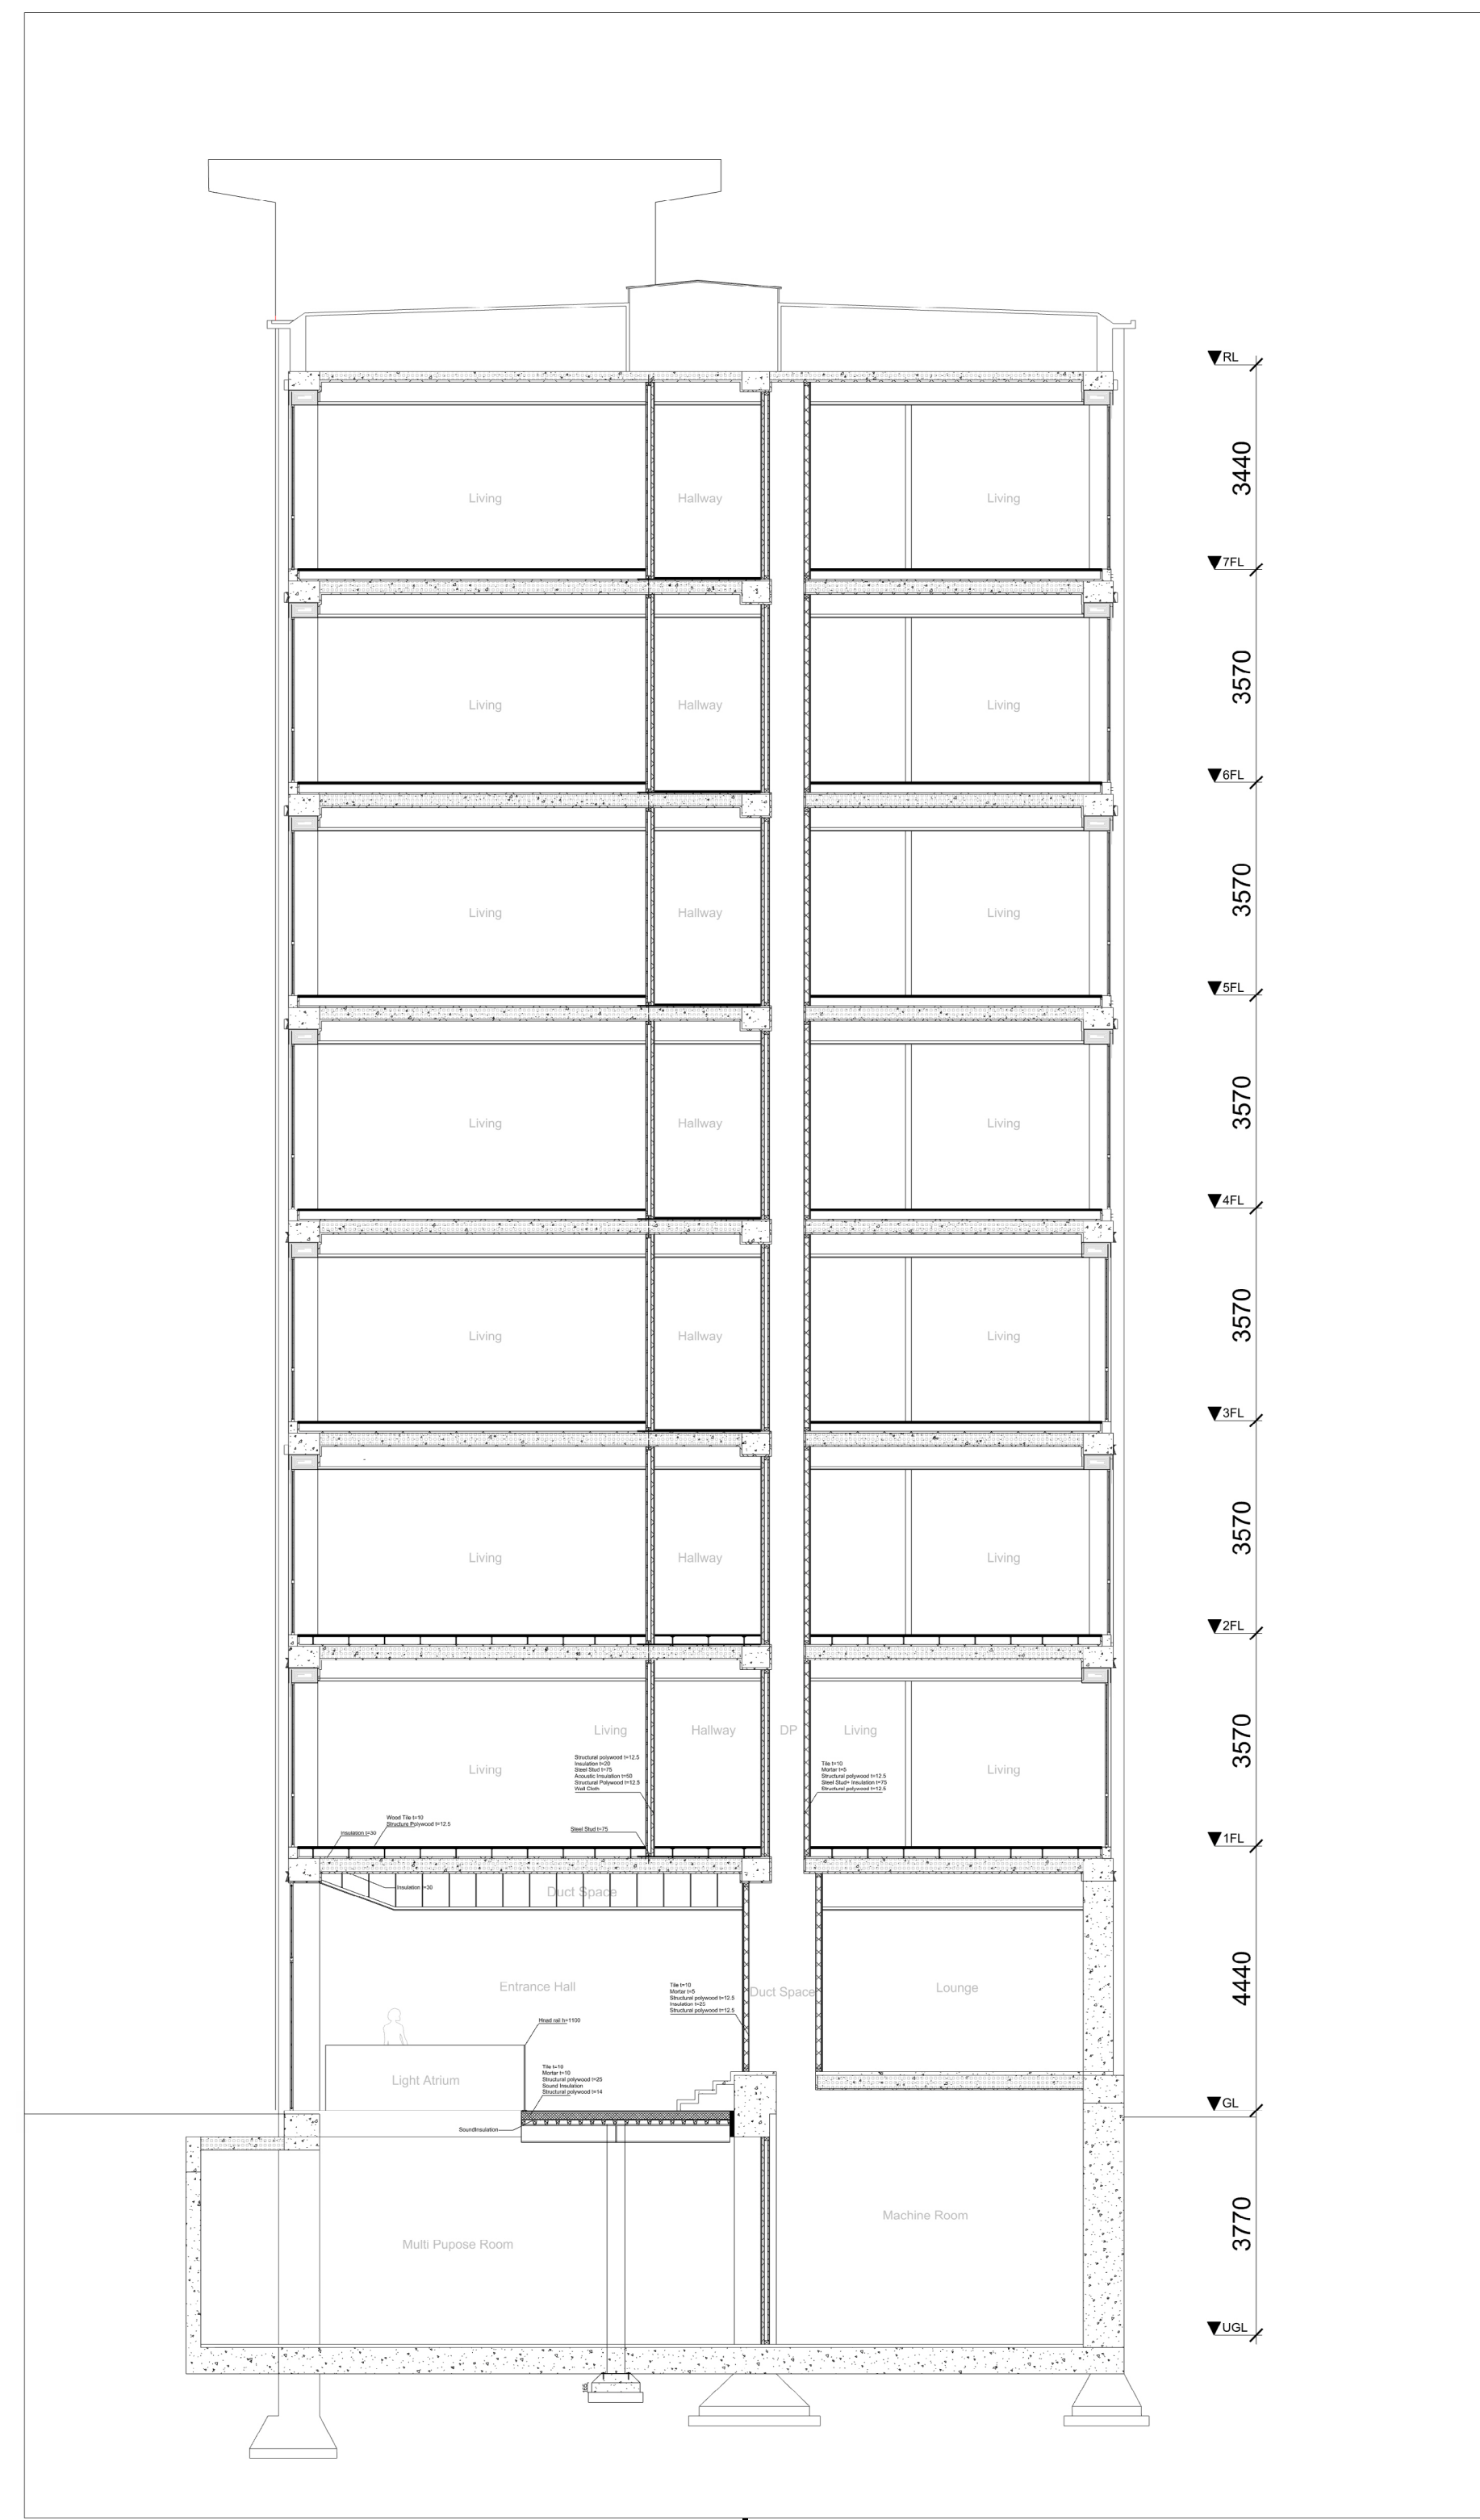 RL
3440
Living
Hallway
Living
7FL
3570
Living
Hallway
Living
6FL
3570
Living
Hallway
Living
5FL
3570
Living
Hallway
Living
4FL
3570
Living
Hallway
Living
3FL
3570
Living
Hallway
Living
2FL
Living
Hallway
DP
Living
3570
Structural polywood t=12.5
Insulation t=20
Steel Stud t=75
Acoustic Insulation t=50
Structural Polywood t=12.5
Wall Cloth
Tile t=10
Mortar t=5
Structural polywood t=12.5
Steel Stud+ Insulation t=75
Structural polywood t=12.5
Living
Living
Wood Tile t=10
Structure Polywood t=12.5
Insulation t=30
Steel Stud t=75
1FL
Insulation t=30
Duct Space
Entrance Hall
Tile t=10
Mortar t=5
Structural polywood t=12.5
Insulation t=25
Structural polywood t=12.5
Duct Space
Lounge
4440
Hnad rail h=1100
Light Atrium
Tile t=10
Mortar t=10
Structural polywood t=25
Sound Insulation
Structural polywood t=14
GL
SoundInsulation
Multi Pupose Room
Machine Room
3770
UGL
165